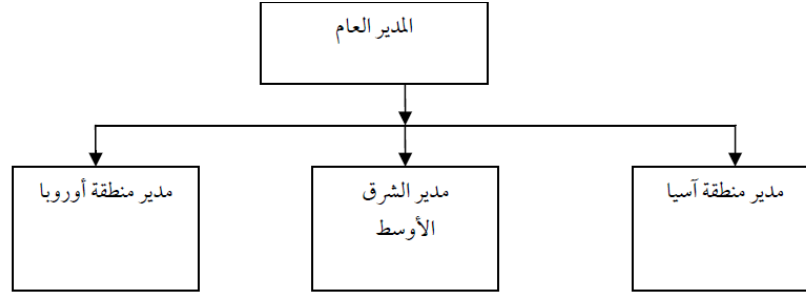 المدير العام
مدير منطقة آسيا
مدير الشرق
الأوسط
مدير منطقة أوروبا